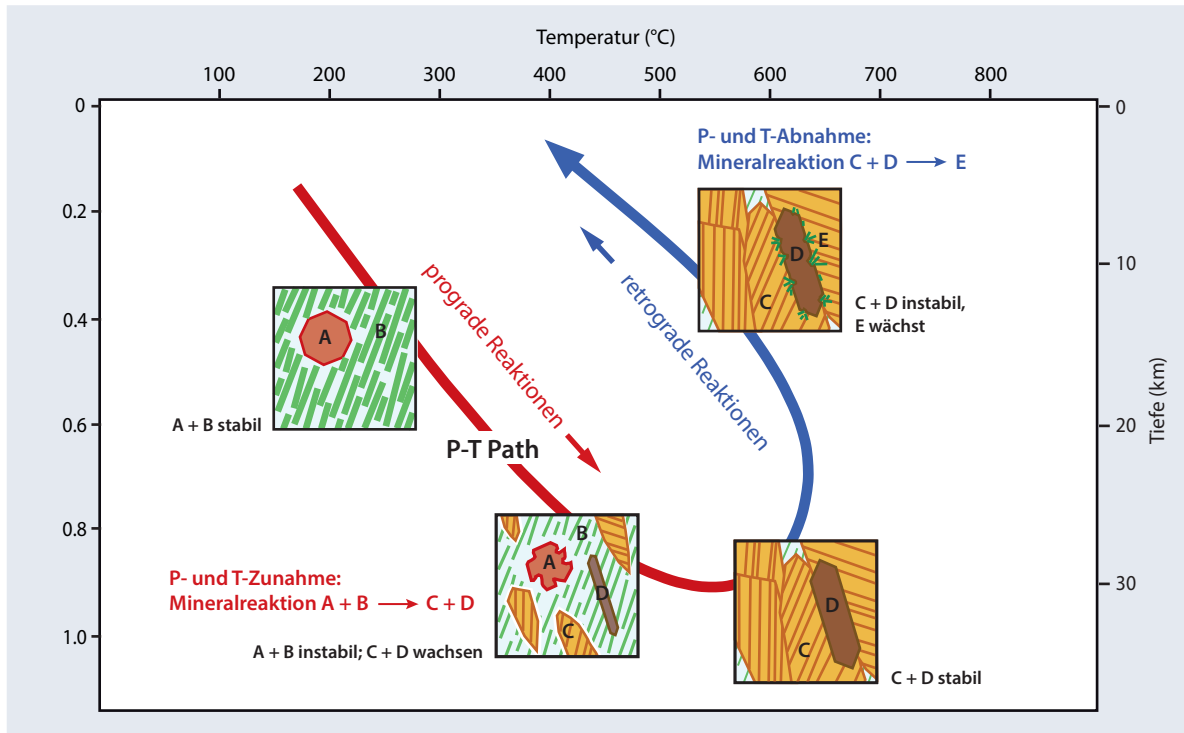 Temperatur (°C)
100 200 300 400 500 600 700 800
0 0
P- und T-Abnahme:
Mineralreaktion C + D → E
0.2
D E
C
10
prograde Reaktionen
retrograde Reaktionen
C + D instabil,
E wächst
0.4
A B
A + B stabil
0.6
20
P-T Path
Tiefe (km)
0.8
B
A
D
C
P- und T-Zunahme:
Mineralreaktion A + B → C + D
30
D
C
1.0
A + B instabil; C + D wachsen
C + D stabil